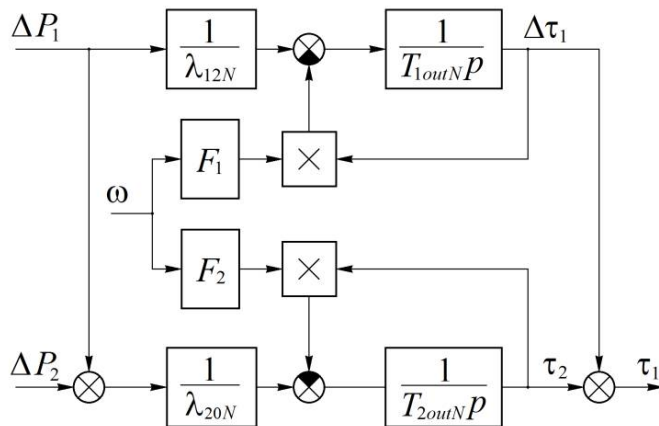 ΔP₁
1
λ₁₂N
1
T₁outN p
Δτ₁
F₁
×
ω
F₂
×
ΔP₂
1
λ₂₀N
1
T₂outN p
τ₂
τ₁